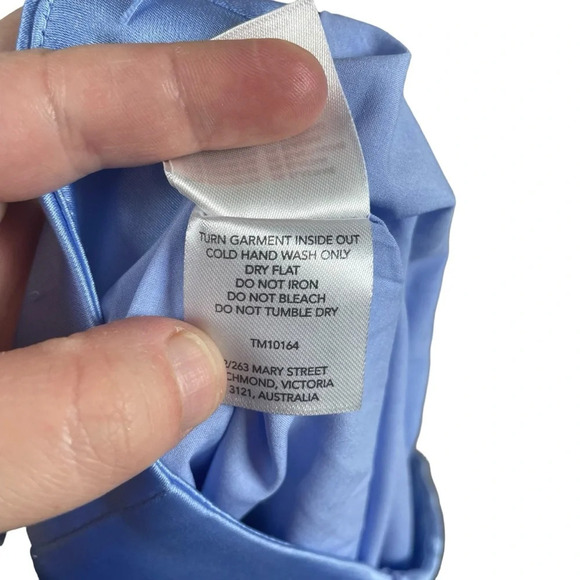 TURN GARMENT INSIDE OUT
COLD HAND WASH ONLY
DRY FLAT
DO NOT IRON
DO NOT BLEACH
DO NOT TUMBLE DRY
TM10164
/263 MARY STREET
CHMOND, VICTORIA
3121, AUSTRALIA